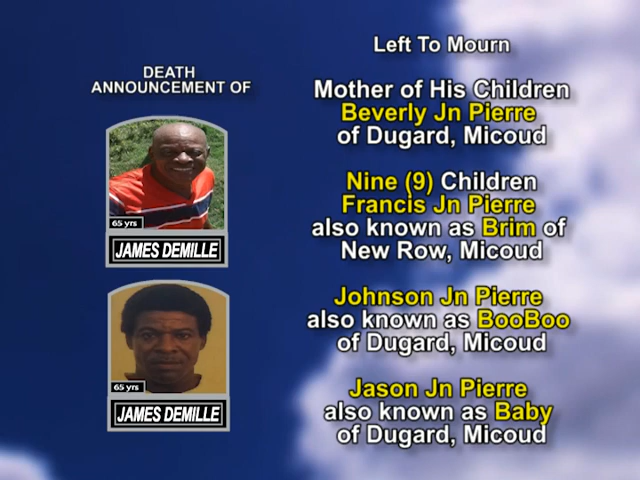 DEATH
ANNOUNCEMENT OF
65 yrs
JAMES DEMILLE
65 yrs
JAMES DEMILLE
Left To Mourn
Mother of His Children
Beverly Jn Pierre
of Dugard, Micoud
Nine (9) Children
Francis Jn Pierre
also known as Brim of
New Row, Micoud
Johnson Jn Pierre
also known as BooBoo
of Dugard, Micoud
Jason Jn Pierre
also known as Baby
of Dugard, Micoud